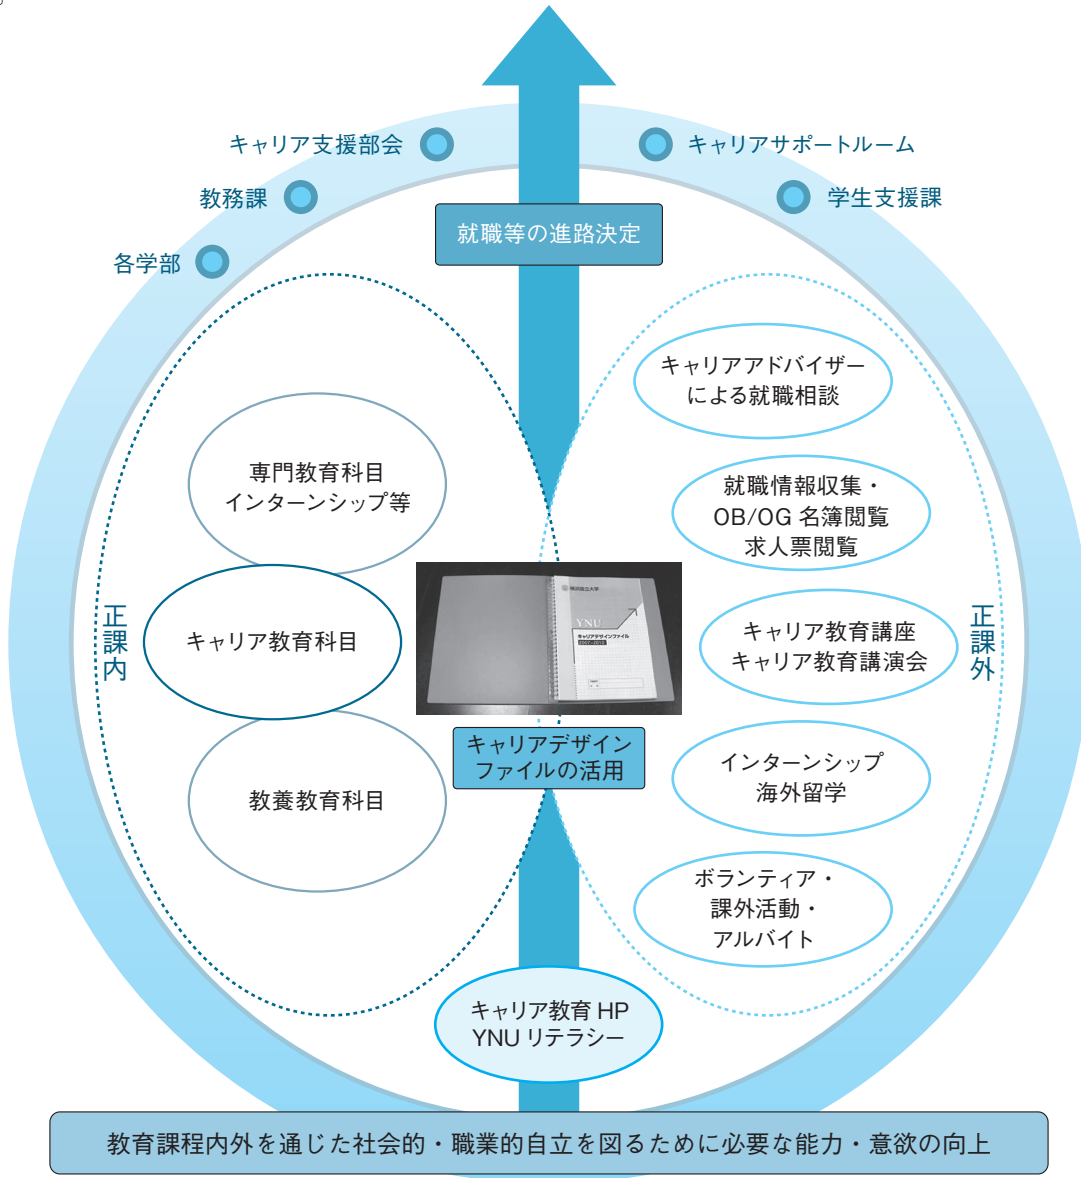 キャリア支援部会
キャリアサポートルーム
教務課
学生支援課
各学部
就職等の進路決定
正課内
専門教育科目
インターンシップ等
キャリア教育科目
教養教育科目
横浜国立大学
YNU
キャリアデザインファイル
キャリアデザイン
ファイルの活用
キャリアアドバイザー
による就職相談
就職情報収集・
OB/OG 名簿閲覧
求人票閲覧
キャリア教育講座
キャリア教育講演会
インターンシップ
海外留学
ボランティア・
課外活動・
アルバイト
正課外
キャリア教育 HP
YNU リテラシー
教育課程内外を通じた社会的・職業的自立を図るために必要な能力・意欲の向上